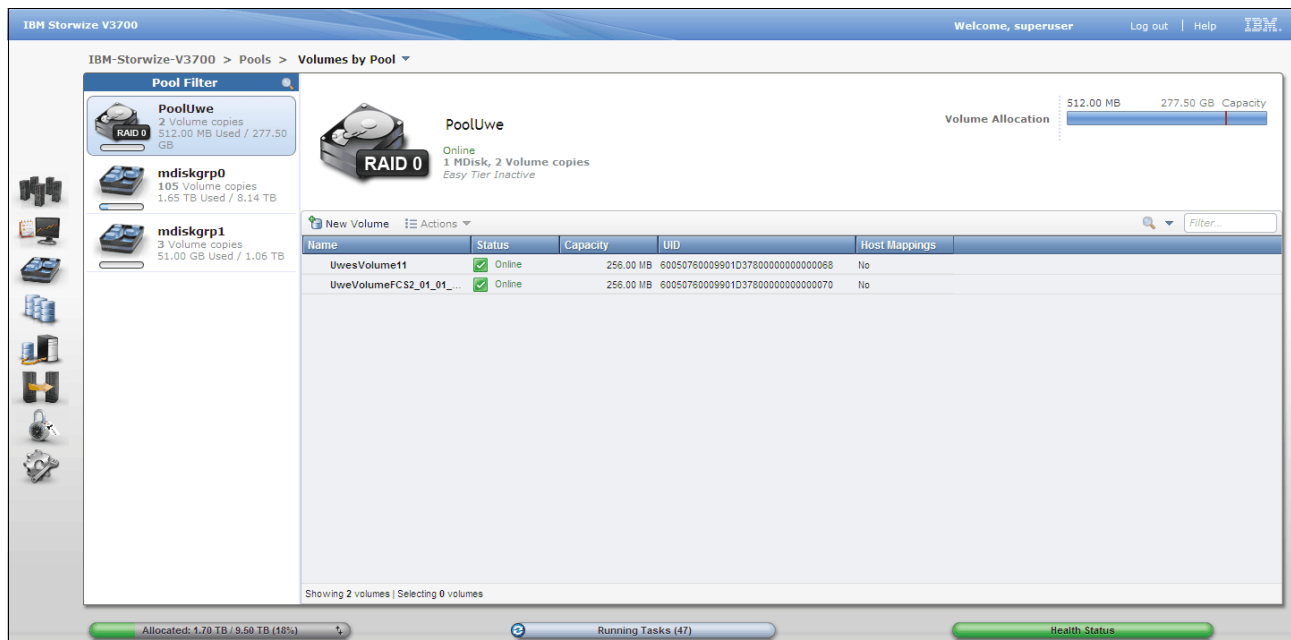 IBM Storwize V3700
Welcome, superuser
Log out | Help
IBM.
IBM-Storwize-V3700 > Pools > Volumes by Pool
Pool Filter
PoolUwe
2 Volume copies
512.00 MB Used / 277.50
GB
RAID 0
mdiskgrp0
105 Volume copies
1.65 TB Used / 8.14 TB
mdiskgrp1
3 Volume copies
51.00 GB Used / 1.06 TB
RAID 0
PoolUwe
Online
1 MDisk, 2 Volume copies
Easy Tier Inactive
Volume Allocation
512.00 MB 277.50 GB Capacity
New Volume Actions
Filter...
Name Status Capacity UID Host Mappings
UwesVolume11 Online 256.00 MB 60050760009901D37800000000000068 No
UweVolumeFCS2_01_01_... Online 256.00 MB 60050760009901D37800000000000070 No
Showing 2 volumes | Selecting 0 volumes
Allocated: 1.70 TB / 9.50 TB (18%)
Running Tasks (47)
Health Status